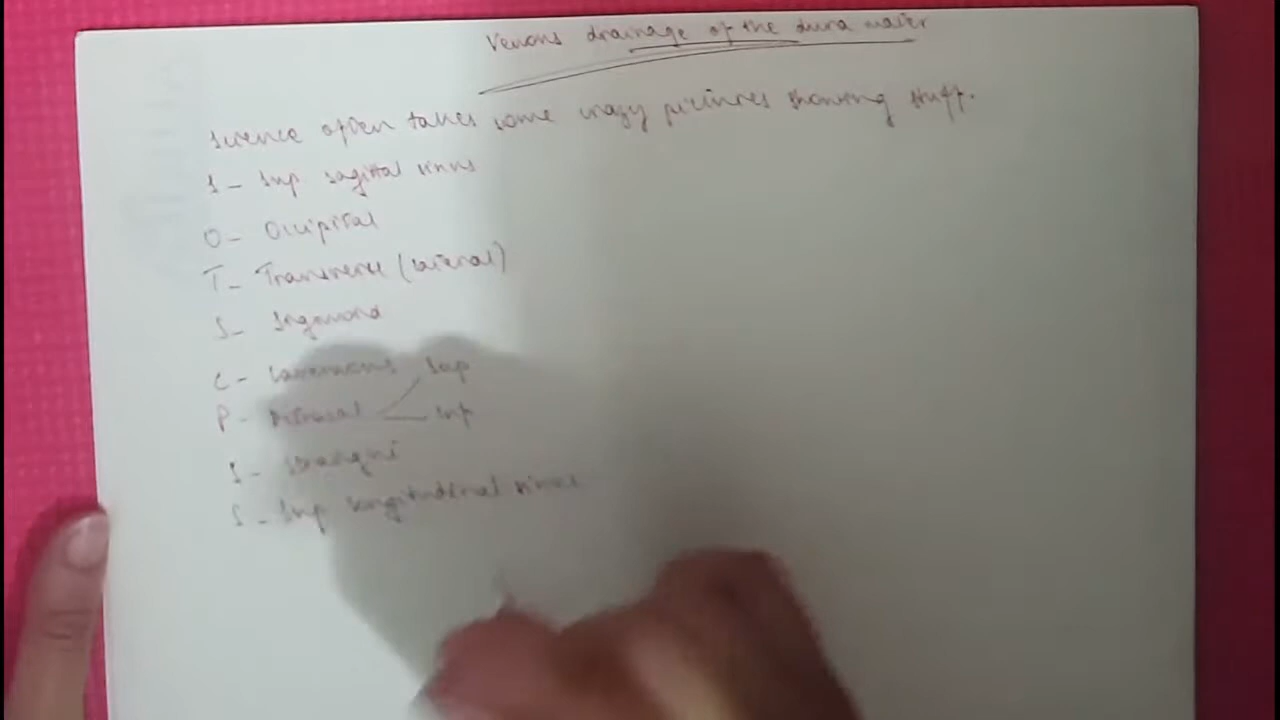 Venous drainage of the dura mater
Science often takes some crazy pictures showing stuff.
S - Sup sagittal sinus
O - Occipital
T - Transverse (lateral)
S - Sigmoid
C - Cavernous
P - Petrosal Sup
Inf
S - Straight
S - longitudinal sinus